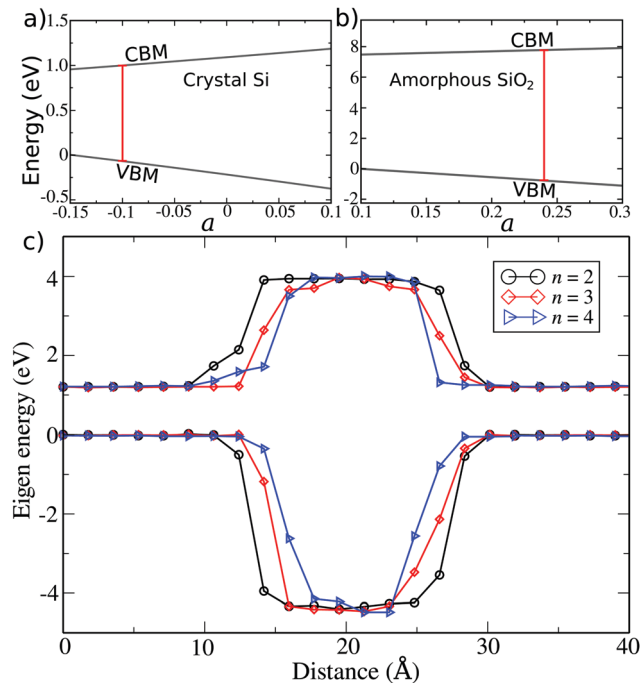 a)
b)
1.5
1.0
0.5
0
-0.5
Energy (eV)
CBM
Crystal Si
VBM
-0.15
-0.1
-0.05
0
0.05
0.1
a
8
6
4
2
0
-2
CBM
Amorphous SiO₂
VBM
0.1
0.15
0.2
0.25
0.3
a
c)
4
2
0
-2
-4
Eigen energy (eV)
n = 2
n = 3
n = 4
0
10
20
30
40
Distance (Å)